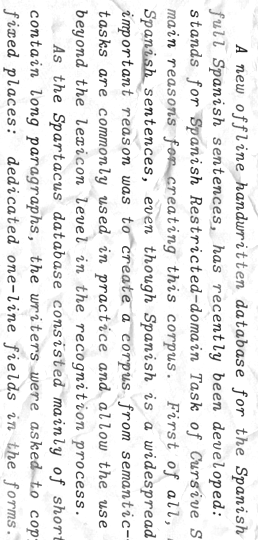 A new offline handwritten database for the Spanish
full Spanish sentences, has recently been developed:
stands for Spanish Restricted-domain Task of Cursive S
main reasons for creating this corpus. First of all,
Spanish sentences, even though Spanish is a widespread
important reason was to create a corpus from semantic-
tasks are commonly used in practice and allow the use
beyond the lexicon level in the recognition process.
As the Spartacus database consisted mainly of short
contain long paragraphs, the writers were asked to cop
fixed places: dedicated one-line fields in the forms.